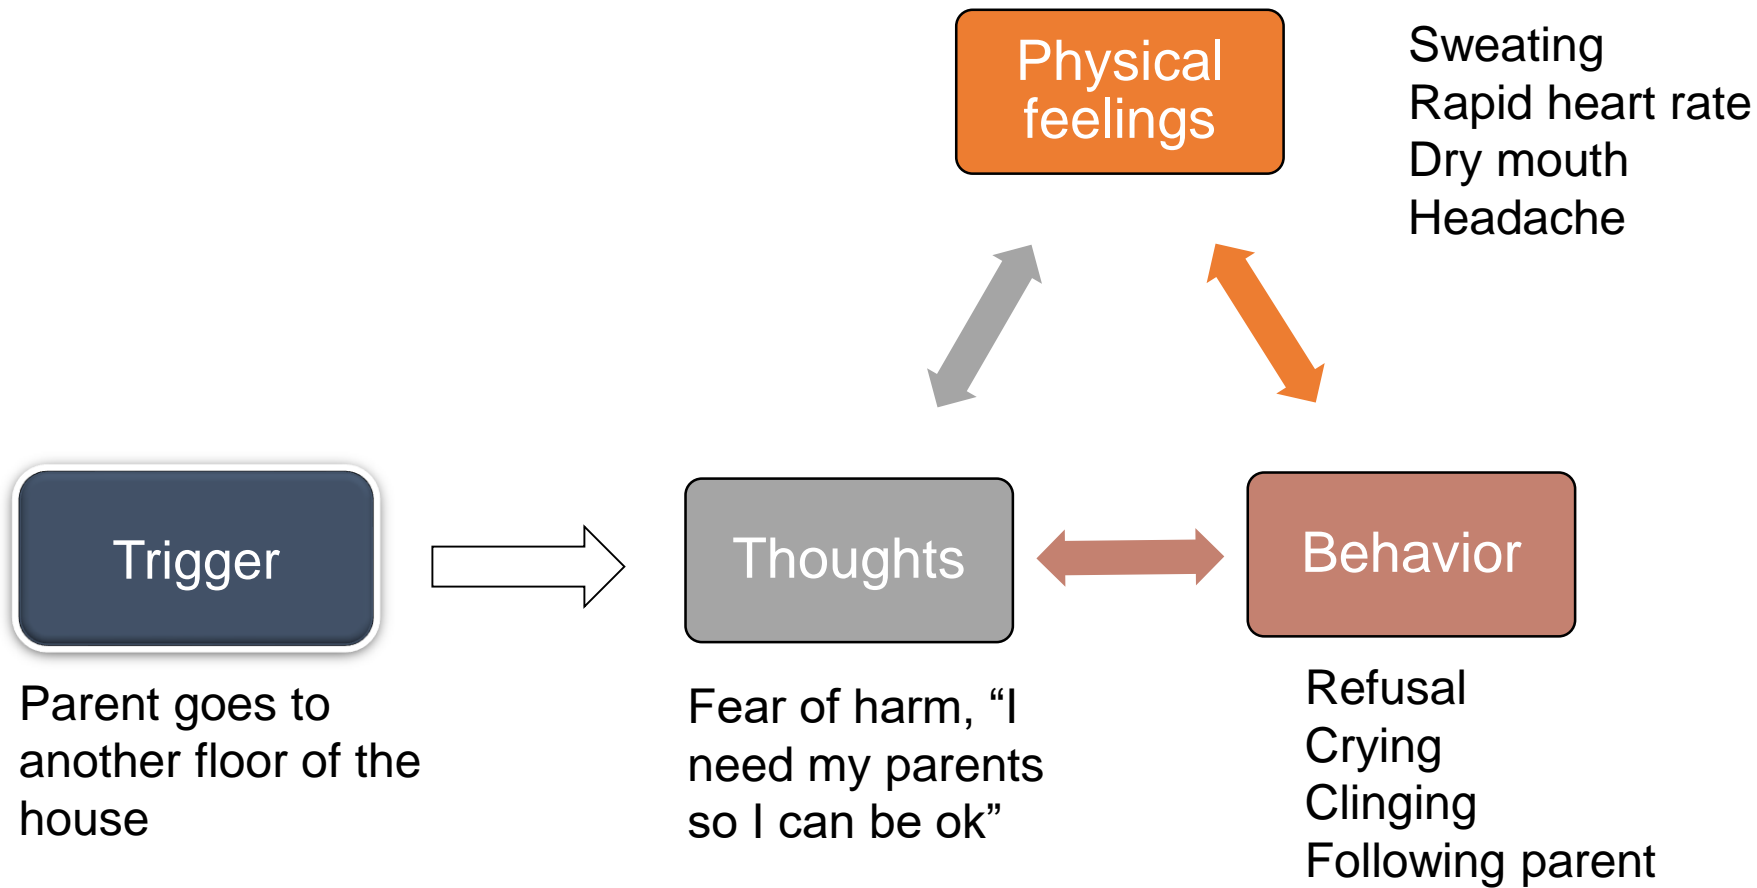 Physical
feelings
Sweating
Rapid heart rate
Dry mouth
Headache
Trigger
Parent goes to
another floor of the
house
Thoughts
Fear of harm, “I
need my parents
so I can be ok”
Behavior
Refusal
Crying
Clinging
Following parent